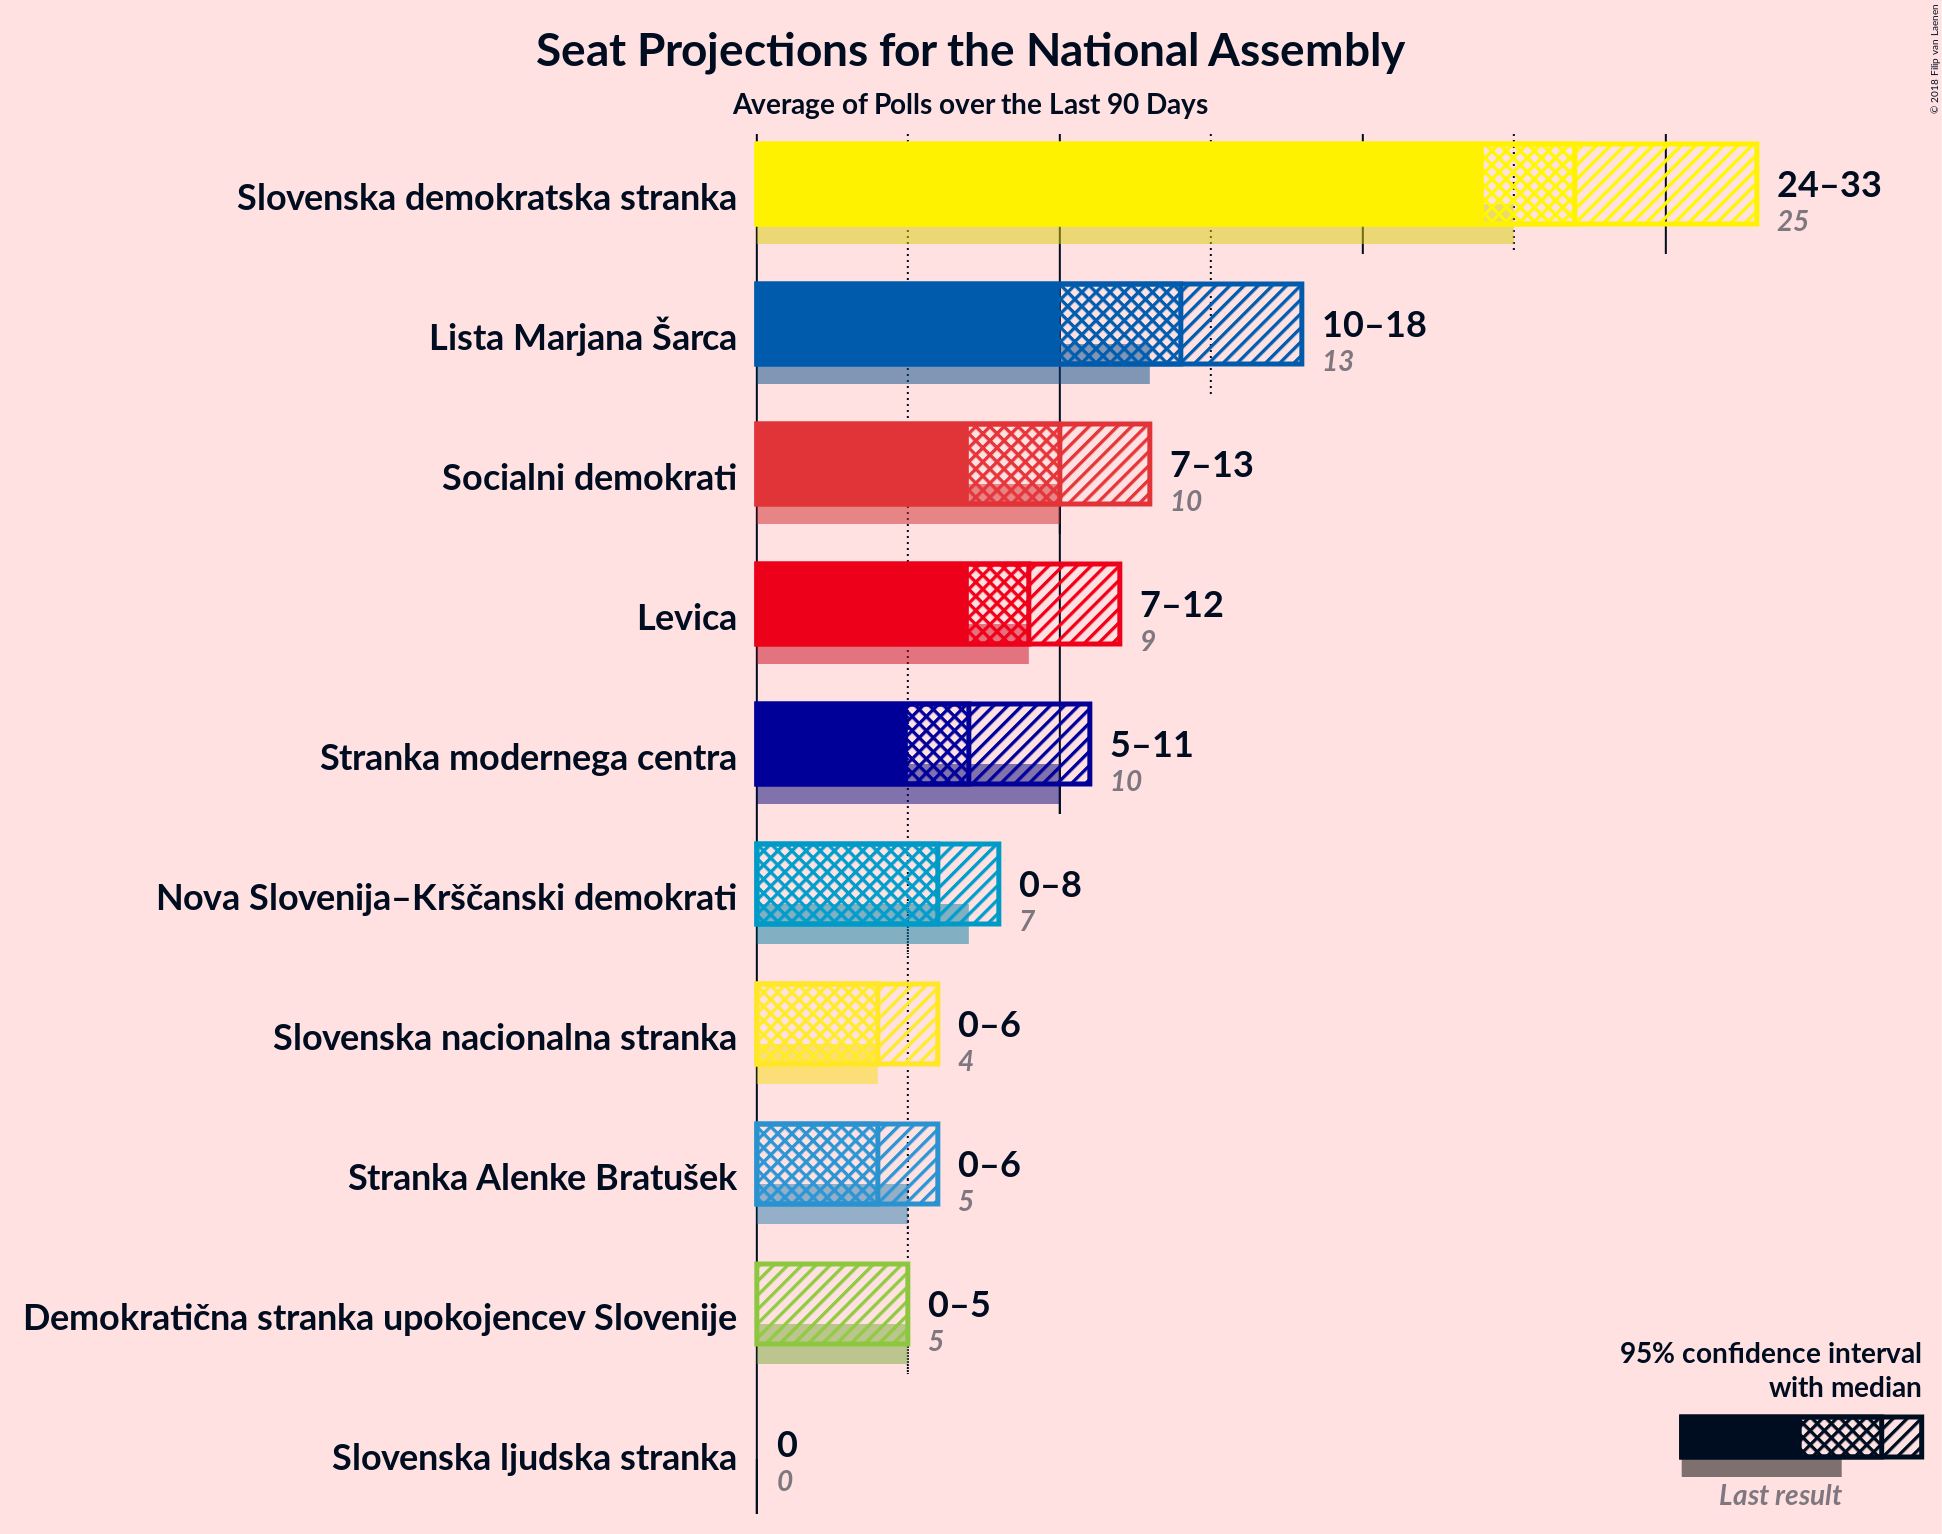 Seat Projections for the National Assembly
Average of Polls over the Last 90 Days
© 2018 Filip van Laenen
Slovenska demokratska stranka
24–33
25
Lista Marjana Šarca
10–18
13
Socialni demokrati
7–13
10
Levica
7–12
9
Stranka modernega centra
5–11
10
Nova Slovenija–Krščanski demokrati
0–8
7
Slovenska nacionalna stranka
0–6
4
Stranka Alenke Bratušek
0–6
5
Demokratična stranka upokojencev Slovenije
0–5
5
Slovenska ljudska stranka
0
0
95% confidence interval
with median
Last result